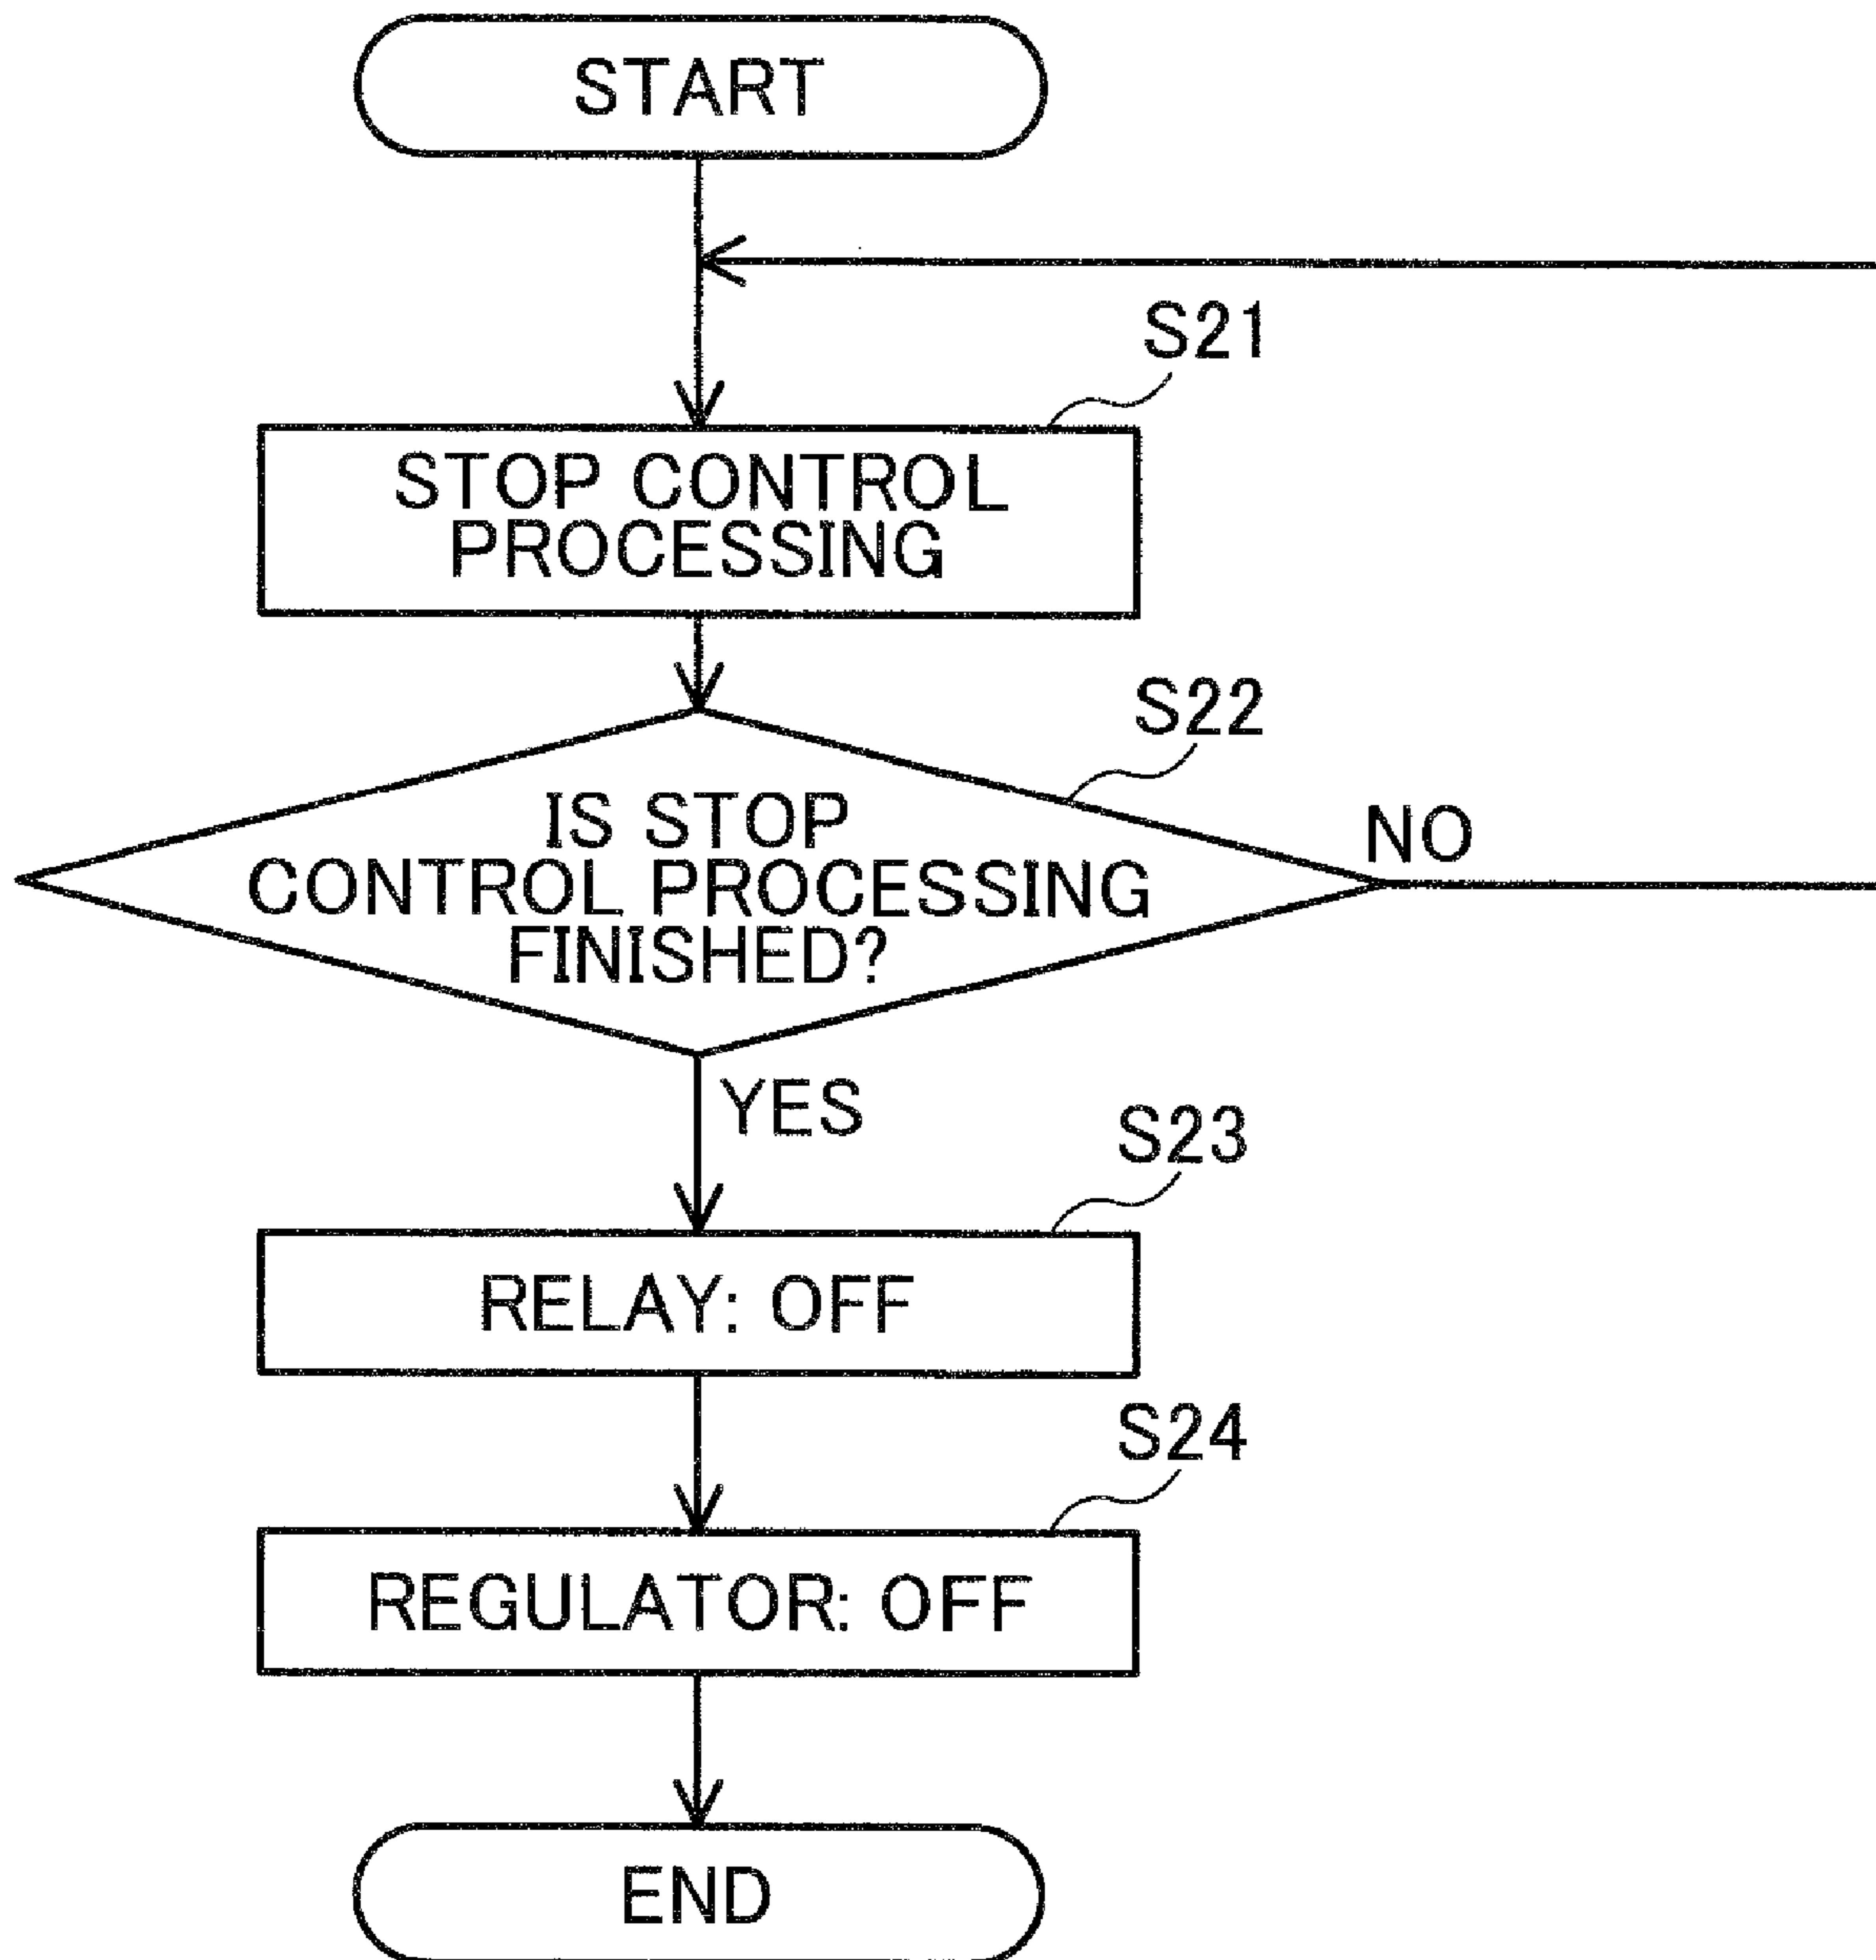 START
S21
STOP CONTROL
PROCESSING
S22
IS STOP
CONTROL PROCESSING
FINISHED?
NO
YES
S23
RELAY: OFF
S24
REGULATOR: OFF
END